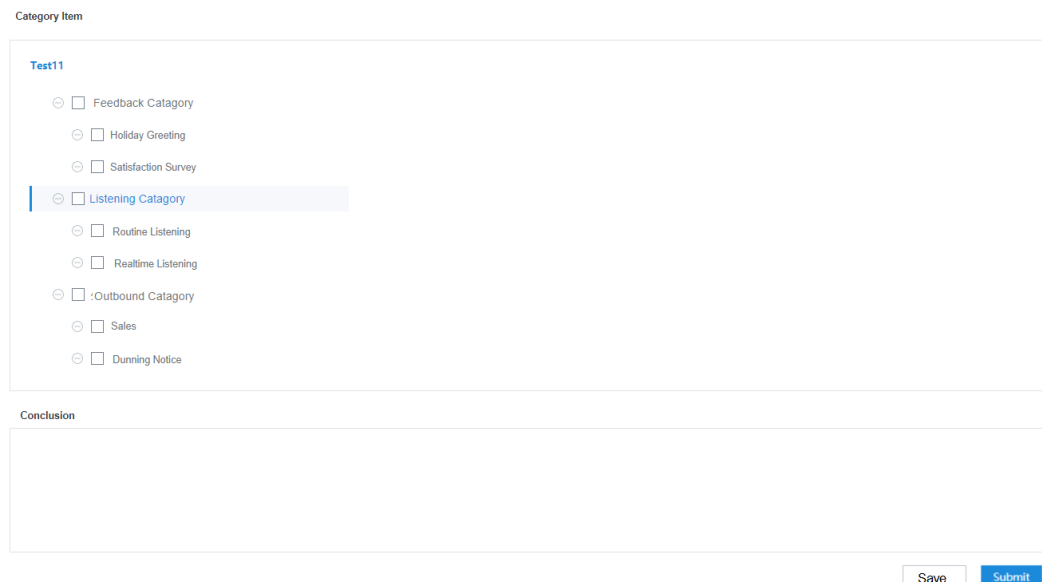 Category Item
Test11
Feedback Catagory
Holiday Greeting
Satisfaction Survey
Listening Catagory
Routine Listening
Realtime Listening
Outbound Catagory
Sales
Dunning Notice
Conclusion
Save
Submit